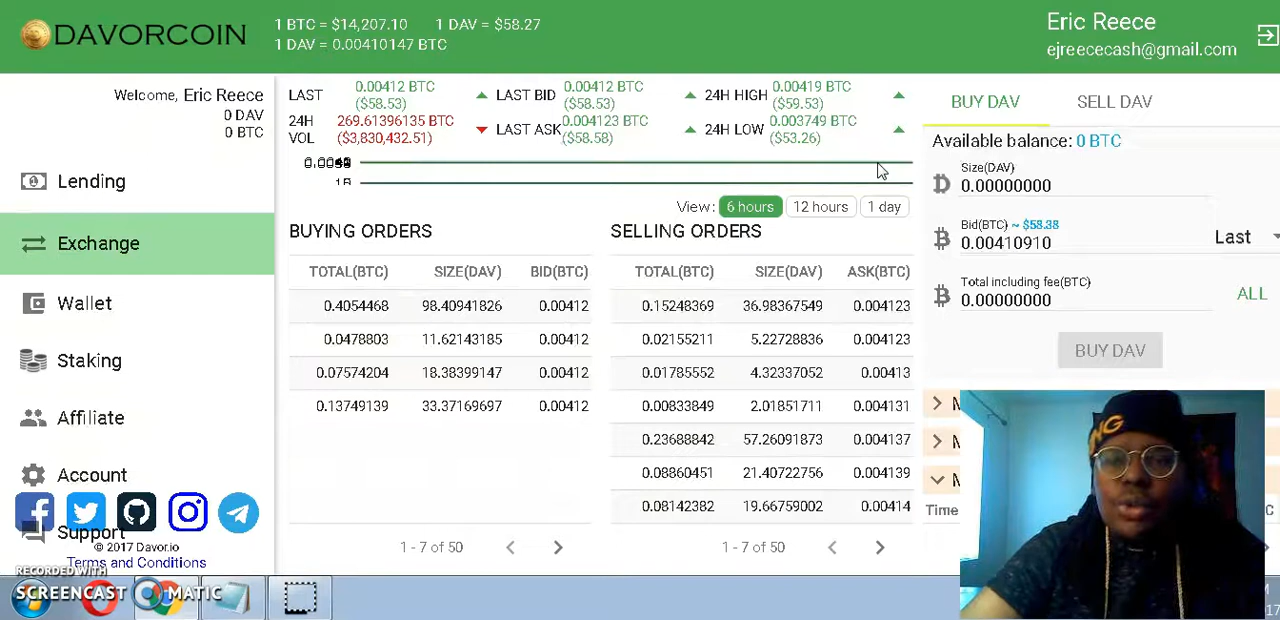 DAVORCOIN
1 BTC = $14,207.10 1 DAV = $58.27
1 DAV = 0.00410147 BTC
Eric Reece
ejreececash@gmail.com
Welcome, Eric Reece
0 DAV
0 BTC
Lending
Exchange
Wallet
Staking
Affiliate
Account
Support
© 2017 Davor.io
Terms and Conditions
LAST 0.00412 BTC ($58.53)
LAST BID 0.00412 BTC ($58.53)
24H HIGH 0.00419 BTC ($59.53)
24H VOL 269.61396135 BTC ($3,830,432.51)
LAST ASK 0.004123 BTC ($58.58)
24H LOW 0.003749 BTC ($53.26)
View: 6 hours 12 hours 1 day
BUYING ORDERS
TOTAL(BTC) SIZE(DAV) BID(BTC)
0.4054468 98.40941826 0.00412
0.0478803 11.62143185 0.00412
0.07574204 18.38399147 0.00412
0.13749139 33.37169697 0.00412
1 - 7 of 50
SELLING ORDERS
TOTAL(BTC) SIZE(DAV) ASK(BTC)
0.15248369 36.98367549 0.004123
0.02155211 5.22728836 0.004123
0.01785552 4.32337052 0.00413
0.00833849 2.01851711 0.004131
0.23688842 57.26091873 0.004137
0.08860451 21.40722756 0.004139
0.08142382 19.66759002 0.00414
1 - 7 of 50
BUY DAV SELL DAV
Available balance: 0 BTC
Size(DAV)
0.00000000
Bid(BTC) ~ $58.38
0.00410910 Last
Total including fee(BTC)
0.00000000 ALL
BUY DAV
Time
RECORDED WITH
SCREENCAST MATIC